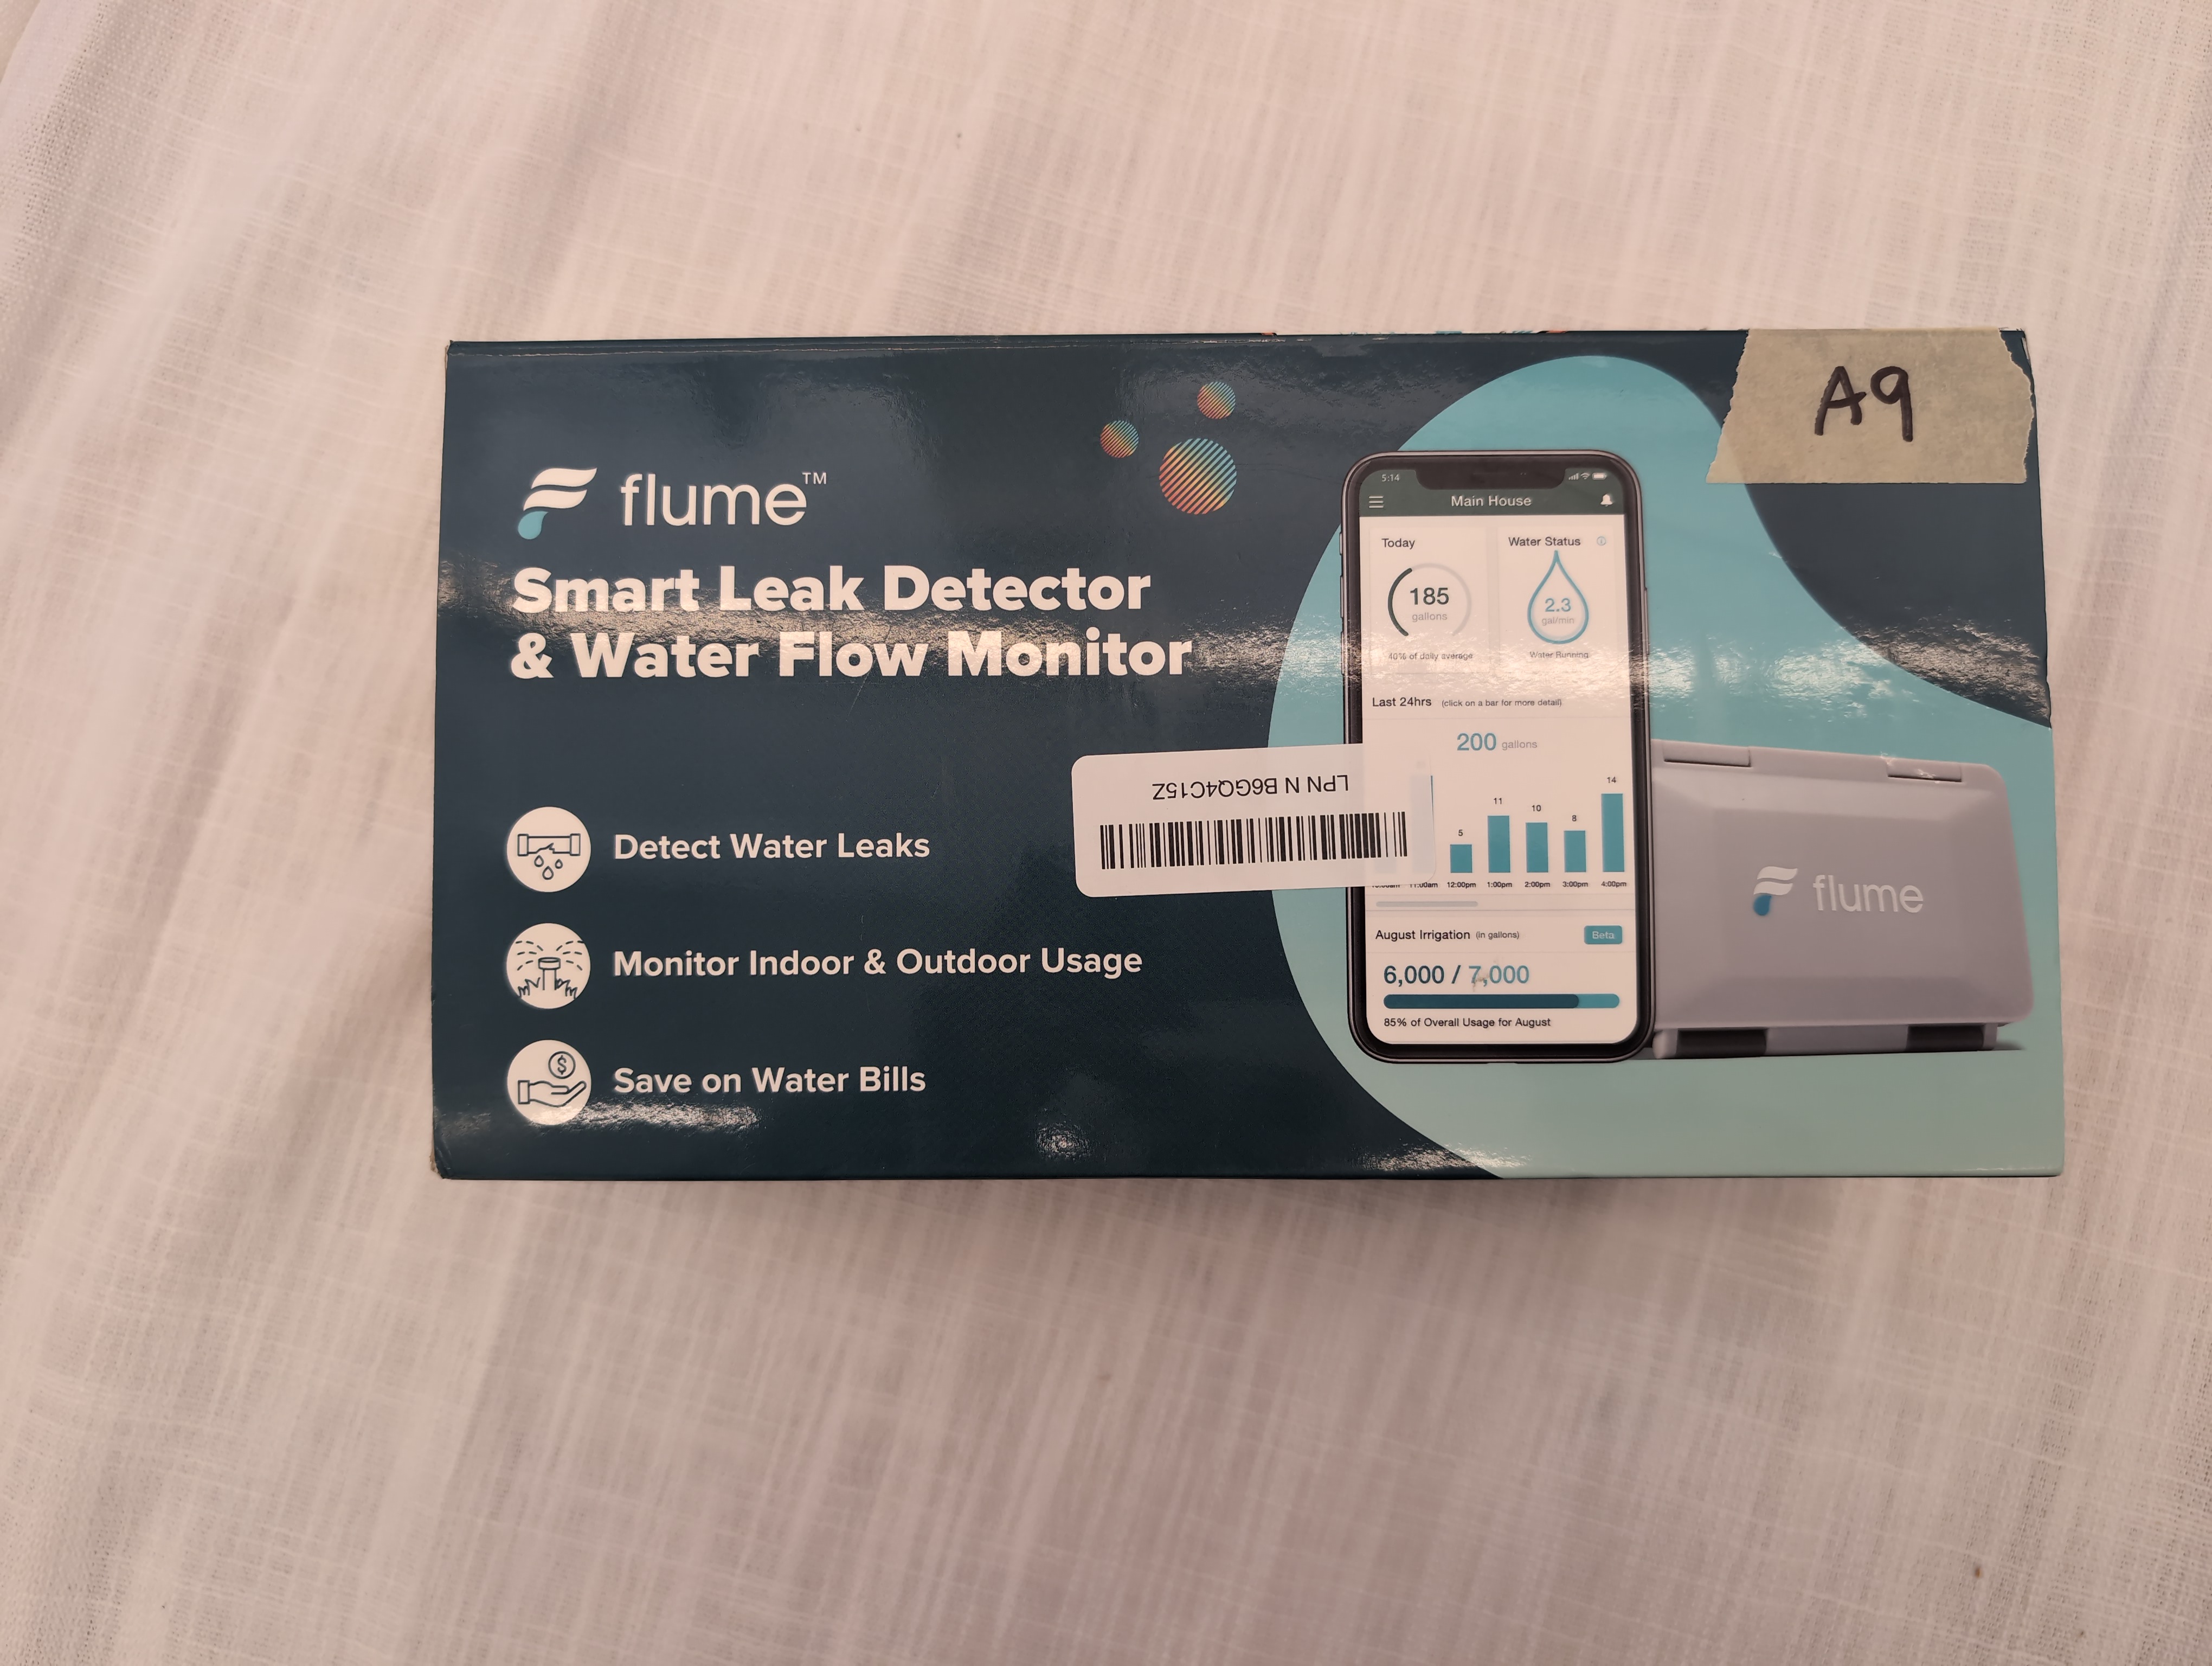 A9
flume™
Smart Leak Detector
& Water Flow Monitor
Detect Water Leaks
Monitor Indoor & Outdoor Usage
Save on Water Bills
LPN N B6GQ4C15Z
5:14
Main House
Today
185
gallons
40% of daily average
Water Status
2.3
gal/min
Water Running
Last 24hrs (click on a bar for more detail)
200 gallons
5 11 10 8 14
11:00am 12:00pm 1:00pm 2:00pm 3:00pm 4:00pm
August Irrigation (in gallons) Beta
6,000 / 7,000
85% of Overall Usage for August
flume